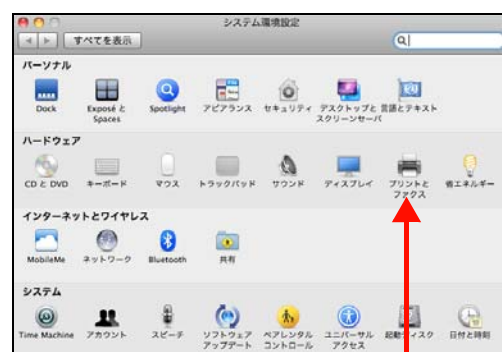 システム環境設定
すべてを表示
パーソナル
Dock
Exposé と
Spaces
Spotlight
アピアランス
セキュリティ
デスクトップと
スクリーンセーバ
言語とテキスト
ハードウェア
CD と DVD
キーボード
マウス
トラックパッド
サウンド
ディスプレイ
プリントと
ファクス
省エネルギー
インターネットとワイヤレス
MobileMe
ネットワーク
Bluetooth
共有
システム
Time Machine
アカウント
スピーチ
ソフトウェア
アップデート
ペアレンタル
コントロール
ユニバーサル
アクセス
起動ディスク
日付と時刻